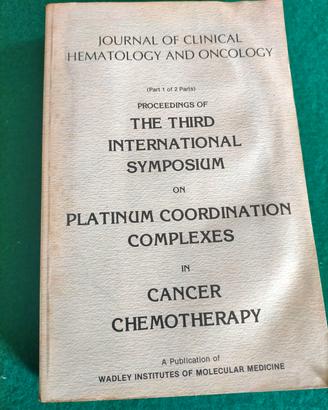 JOURNAL OF CLINICAL
HEMATOLOGY AND ONCOLOGY
(Part 1 of 2 Parts)
PROCEEDINGS OF
THE THIRD
INTERNATIONAL
SYMPOSIUM
ON
PLATINUM COORDINATION
COMPLEXES
IN
CANCER
CHEMOTHERAPY
A Publication of
WADLEY INSTITUTES OF MOLECULAR MEDICINE